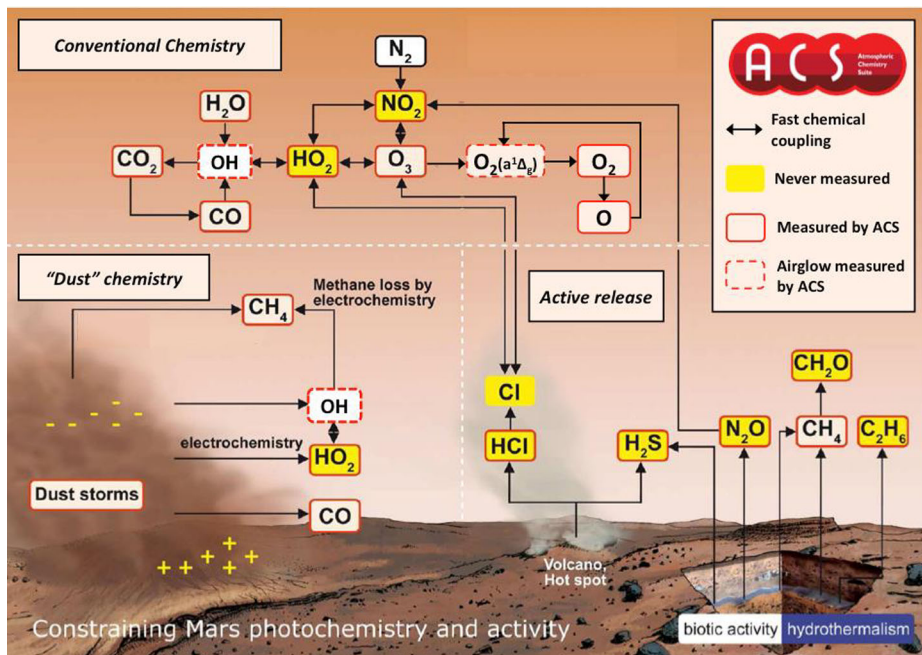 Conventional Chemistry
N₂
H₂O
NO₂
CO₂
OH
HO₂
O₃
O₂(a¹Δg)
O₂
CO
O
ACS
Atmospheric
Chemistry
Suite
Fast chemical
coupling
Never measured
Measured by ACS
Airglow measured
by ACS
“Dust” chemistry
Methane loss by
electrochemistry
CH₄
OH
electrochemistry
HO₂
Dust storms
CO
Active release
Cl
HCl
H₂S
N₂O
CH₂O
CH₄
C₂H₆
Volcano,
Hot spot
biotic activity
hydrothermalism
Constraining Mars photochemistry and activity